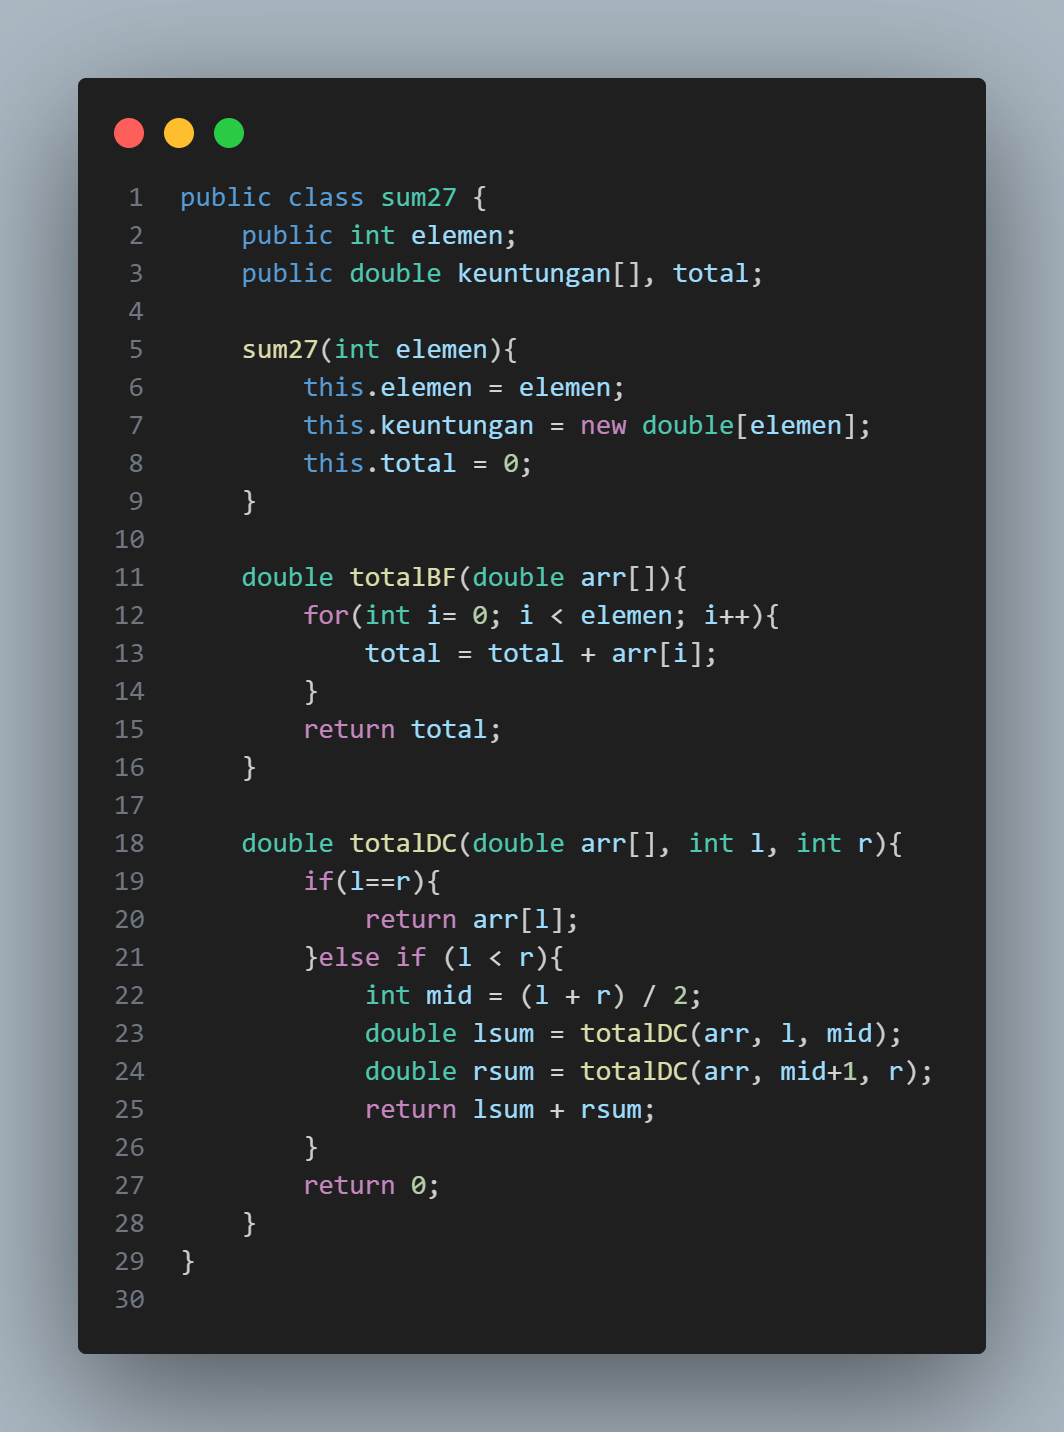 1 public class sum27 {
2     public int elemen;
3     public double keuntungan[], total;
4
5     sum27(int elemen){
6         this.elemen = elemen;
7         this.keuntungan = new double[elemen];
8         this.total = 0;
9     }
10
11     double totalBF(double arr[]){
12         for(int i= 0; i < elemen; i++){
13             total = total + arr[i];
14         }
15         return total;
16     }
17
18     double totalDC(double arr[], int l, int r){
19         if(l==r){
20             return arr[l];
21         }else if (l < r){
22             int mid = (l + r) / 2;
23             double lsum = totalDC(arr, l, mid);
24             double rsum = totalDC(arr, mid+1, r);
25             return lsum + rsum;
26         }
27         return 0;
28     }
29 }
30